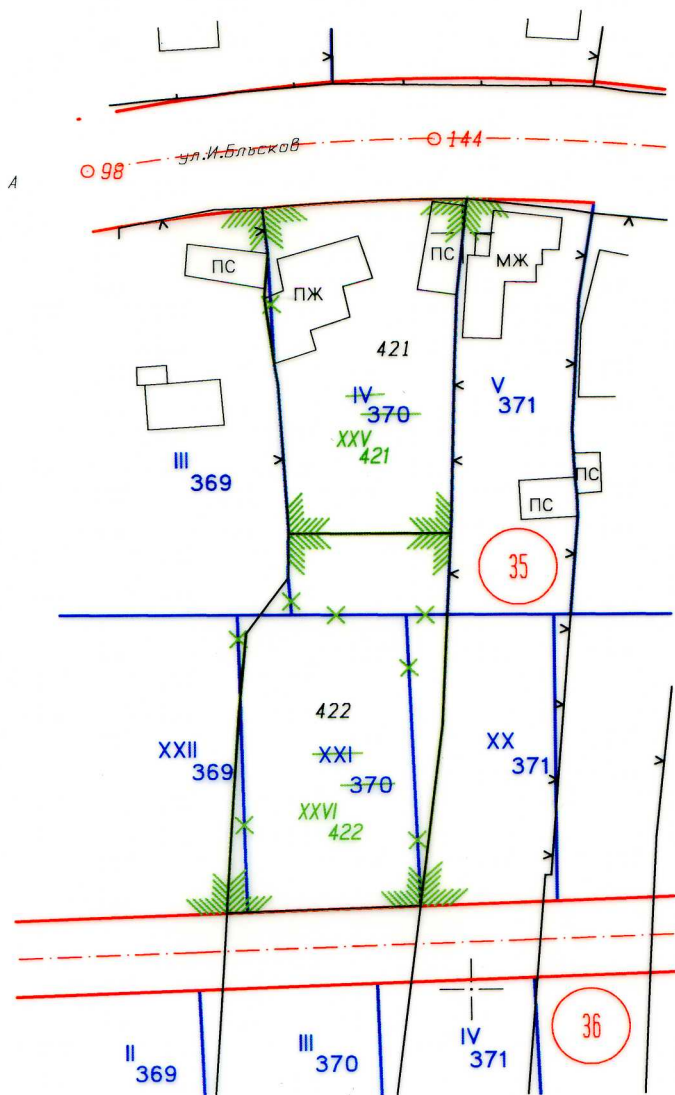 ул.И.Бльсков
98
144
А
ПС
ПЖ
ПС
МЖ
421
IV
370
XXV
421
V
371
III
369
ПС
ПС
35
422
XXII
369
XXI
370
XXVI
422
XX
371
36
II
369
III
370
IV
371